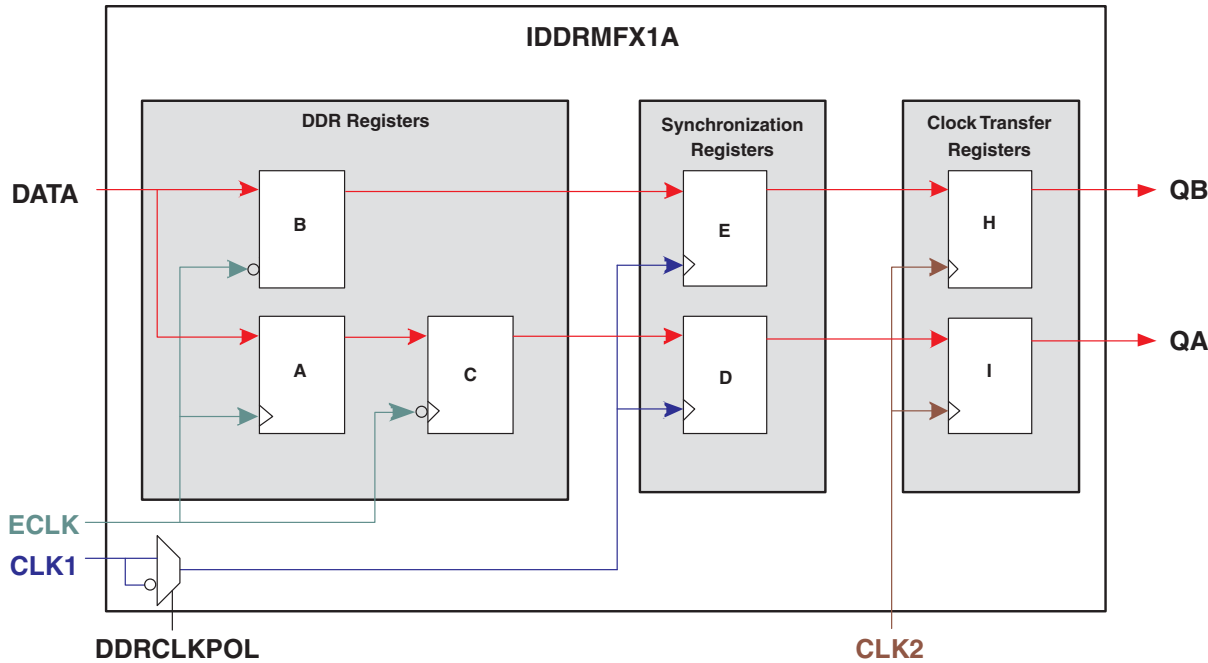 IDDRMFX1A
DDR Registers
Synchronization
Registers
Clock Transfer
Registers
DATA
B
E
H
QB
A
C
D
I
QA
ECLK
CLK1
DDRCLKPOL
CLK2